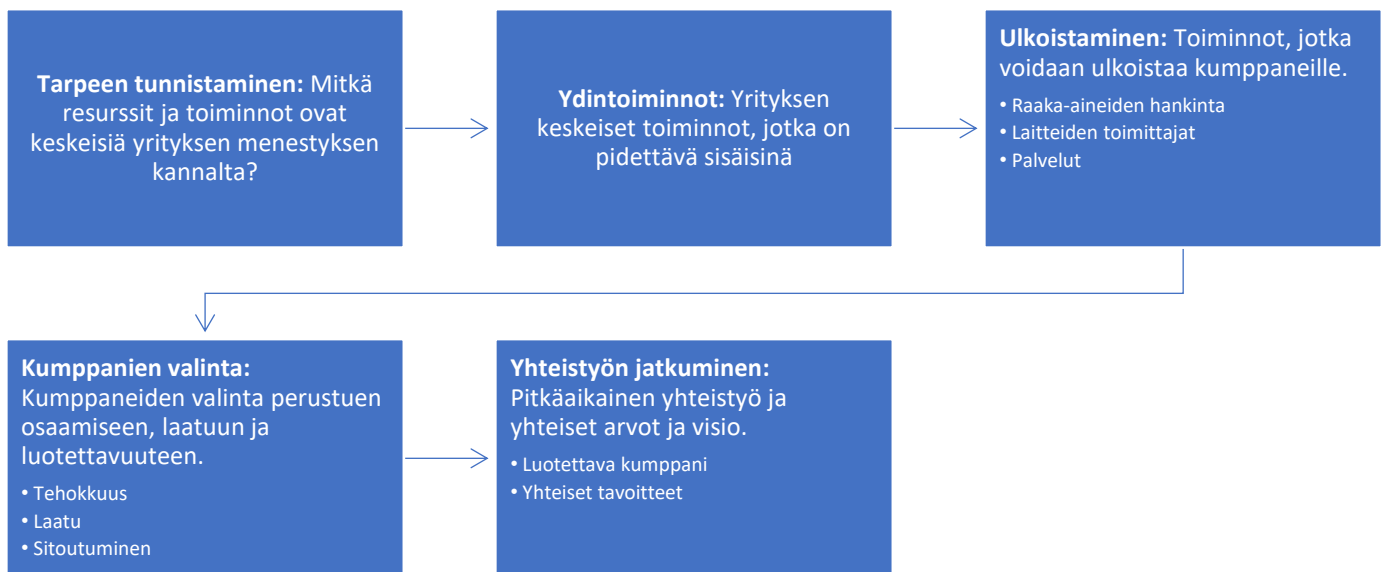 Tarpeen tunnistaminen: Mitkä
resurssit ja toiminnot ovat
keskeisiä yrityksen menestyksen
kannalta?
Ydintoiminnot: Yrityksen
keskeiset toiminnot, jotka on
pidettävä sisäisinä
Ulkoistaminen: Toiminnot, jotka
voidaan ulkoistaa kumppaneille.
• Raaka-aineiden hankinta
• Laitteiden toimittajat
• Palvelut
Kumppanien valinta:
Kumppaneiden valinta perustuen
osaamiseen, laatuun ja
luotettavuuteen.
• Tehokkuus
• Laatu
• Sitoutuminen
Yhteistyön jatkuminen:
Pitkäaikainen yhteistyö ja
yhteiset arvot ja visio.
• Luotettava kumppani
• Yhteiset tavoitteet